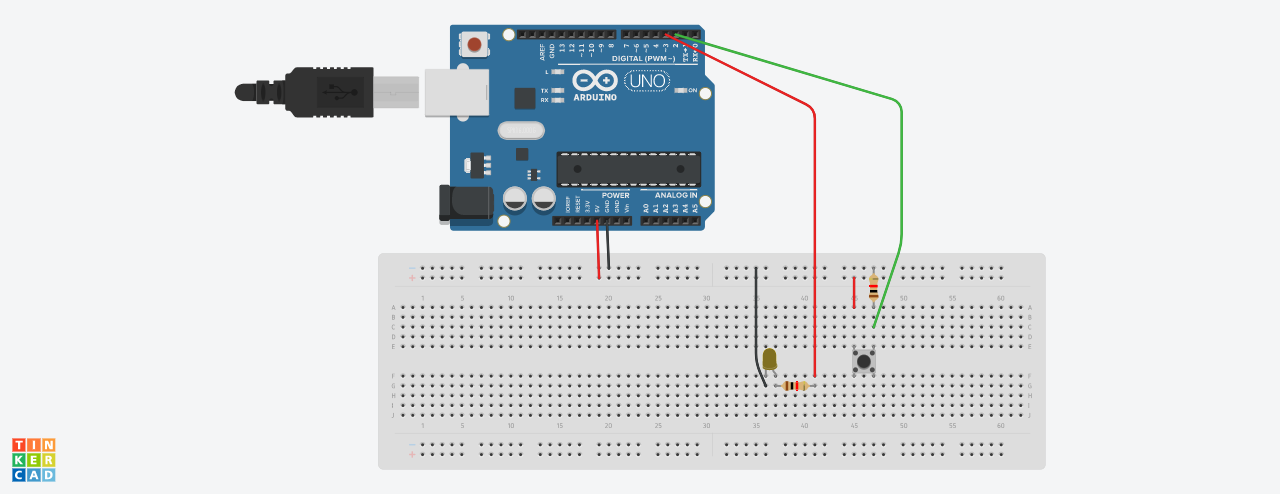 AREF
GND
13
12
~11
~10
~9
8
7
~6
~5
4
~3
2
TX→1
RX←0
DIGITAL (PWM~)
L
TX
RX
ARDUINO
UNO
ON
POWER
ANALOG IN
IOREF
RESET
3.3V
5V
GND
GND
Vin
A0
A1
A2
A3
A4
A5
1 5 10 15 20 25 30 35 40 45 50 55 60
A A
B B
C C
D D
E E
F F
G G
H H
I I
J J
1 5 10 15 20 25 30 35 40 45 50 55 60
TIN
KER
CAD